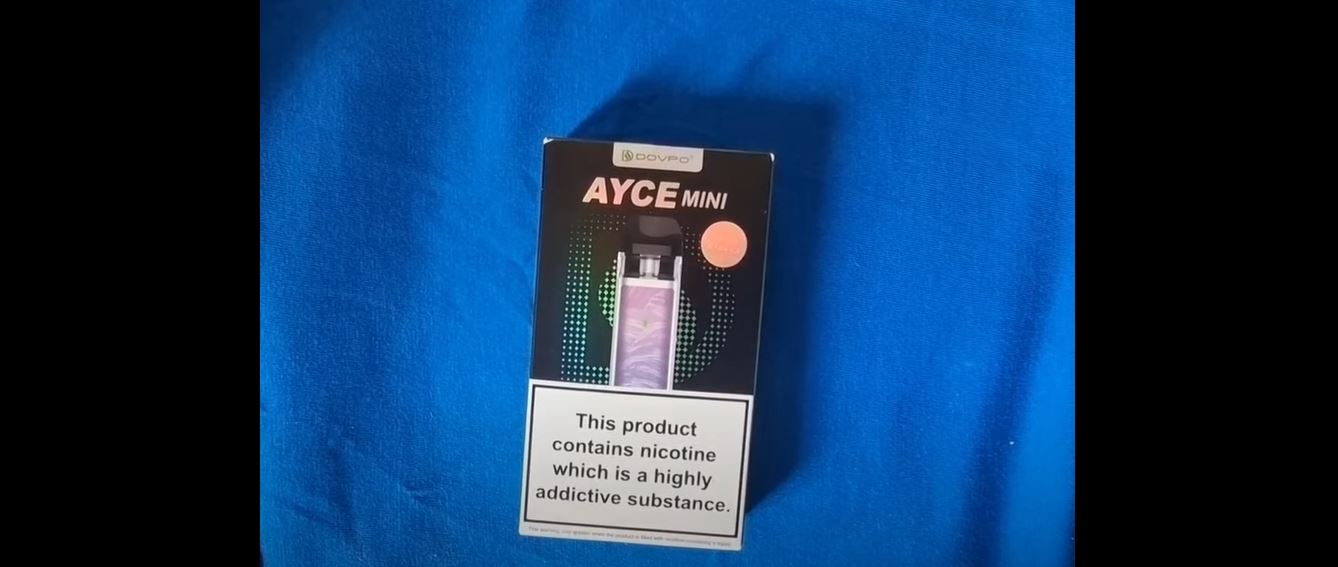 DOVPO
AYCE MINI
This product
contains nicotine
which is a highly
addictive substance.